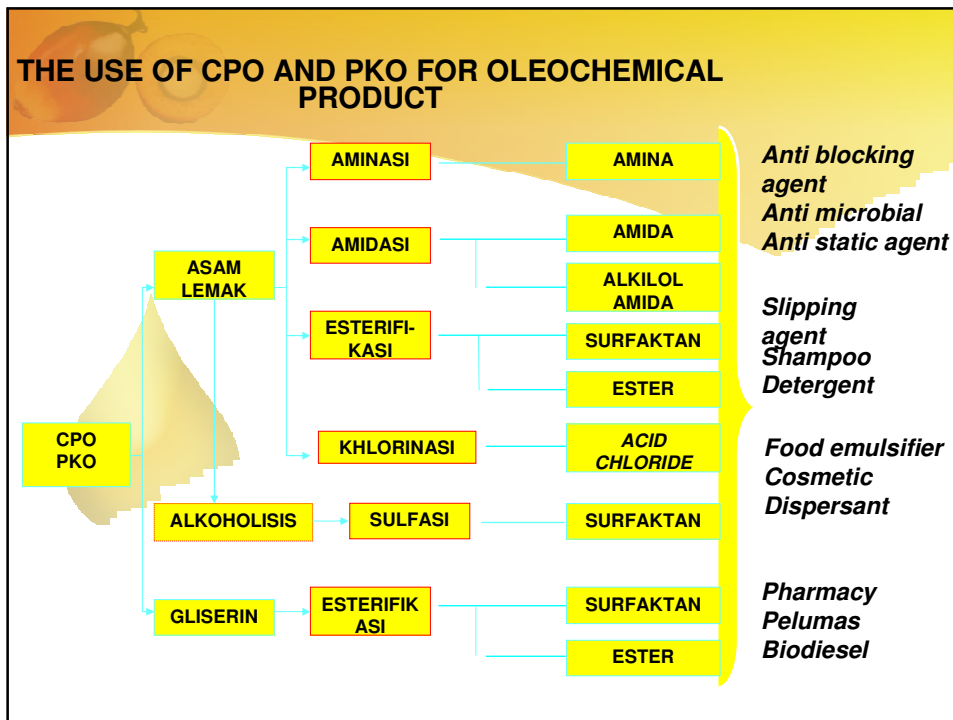 THE USE OF CPO AND PKO FOR OLEOCHEMICAL
PRODUCT
AMINASI
AMINA
Anti blocking
agent
Anti microbial
Anti static agent
AMIDASI
AMIDA
ASAM
LEMAK
ALKILOL
AMIDA
ESTERIFI-
KASI
SURFAKTAN
Slipping
agent
Shampoo
Detergent
ESTER
CPO
PKO
KHLORINASI
ACID
CHLORIDE
Food emulsifier
Cosmetic
Dispersant
ALKOHOLISIS
SULFASI
SURFAKTAN
GLISERIN
ESTERIFIK
ASI
SURFAKTAN
Pharmacy
Pelumas
Biodiesel
ESTER